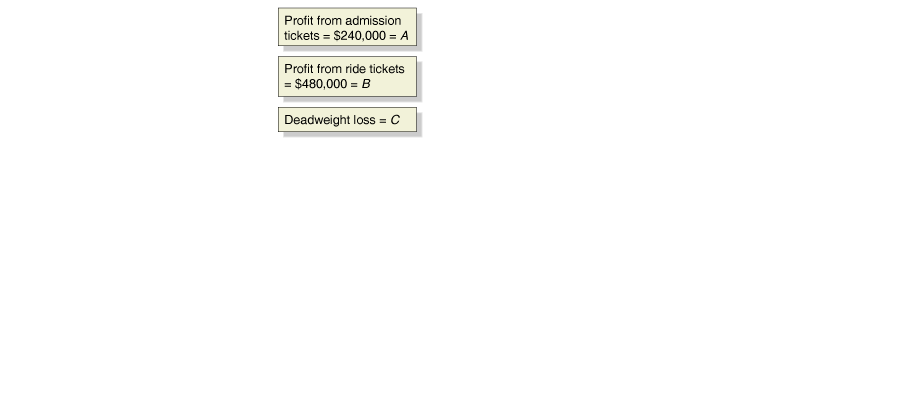 Profit from admission
tickets = $240,000 = A
Profit from ride tickets
= $480,000 = B
Deadweight loss = C